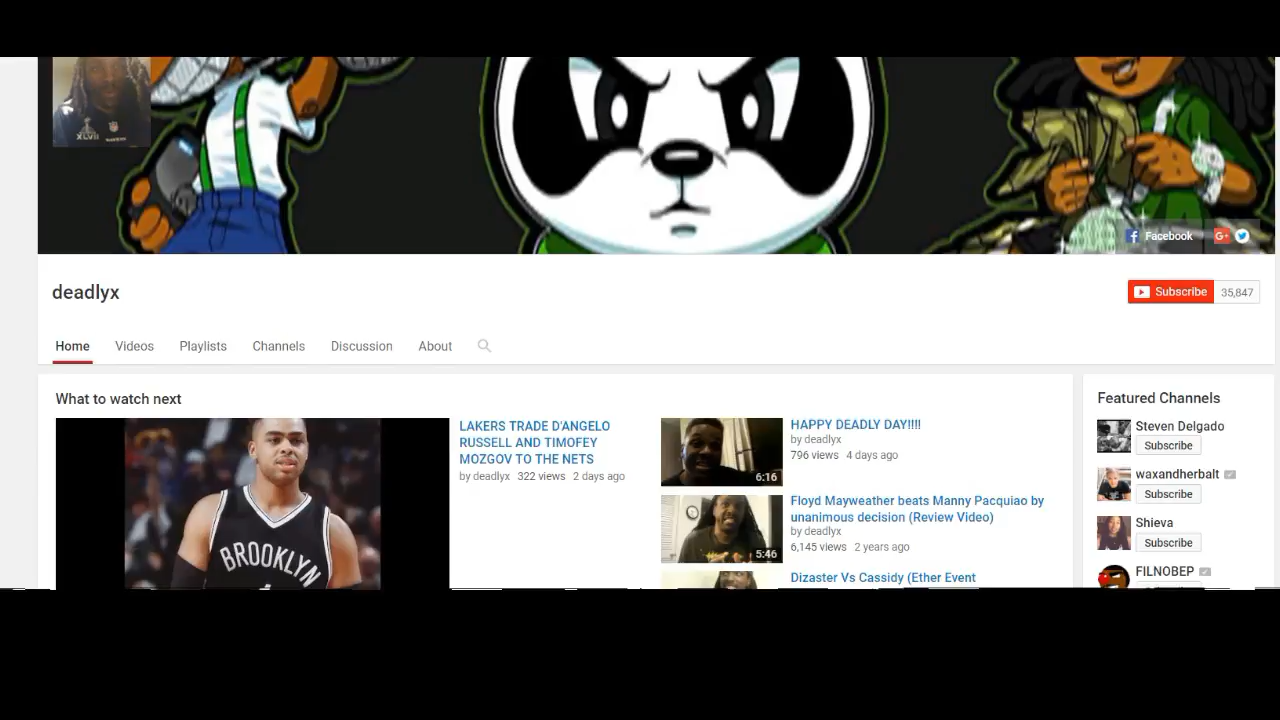 XLVII
NFL
Facebook
G+
deadlyx
Subscribe 35,847
Home Videos Playlists Channels Discussion About
What to watch next
LAKERS TRADE D'ANGELO
RUSSELL AND TIMOFEY
MOZGOV TO THE NETS
by deadlyx 322 views 2 days ago
BROOKLYN
HAPPY DEADLY DAY!!!!
by deadlyx
796 views 4 days ago
6:16
Floyd Mayweather beats Manny Pacquiao by
unanimous decision (Review Video)
by deadlyx
6,145 views 2 years ago
5:46
Dizaster Vs Cassidy (Ether Event
Featured Channels
Steven Delgado
Subscribe
waxandherbalt
Subscribe
Shieva
Subscribe
FILNOBEP